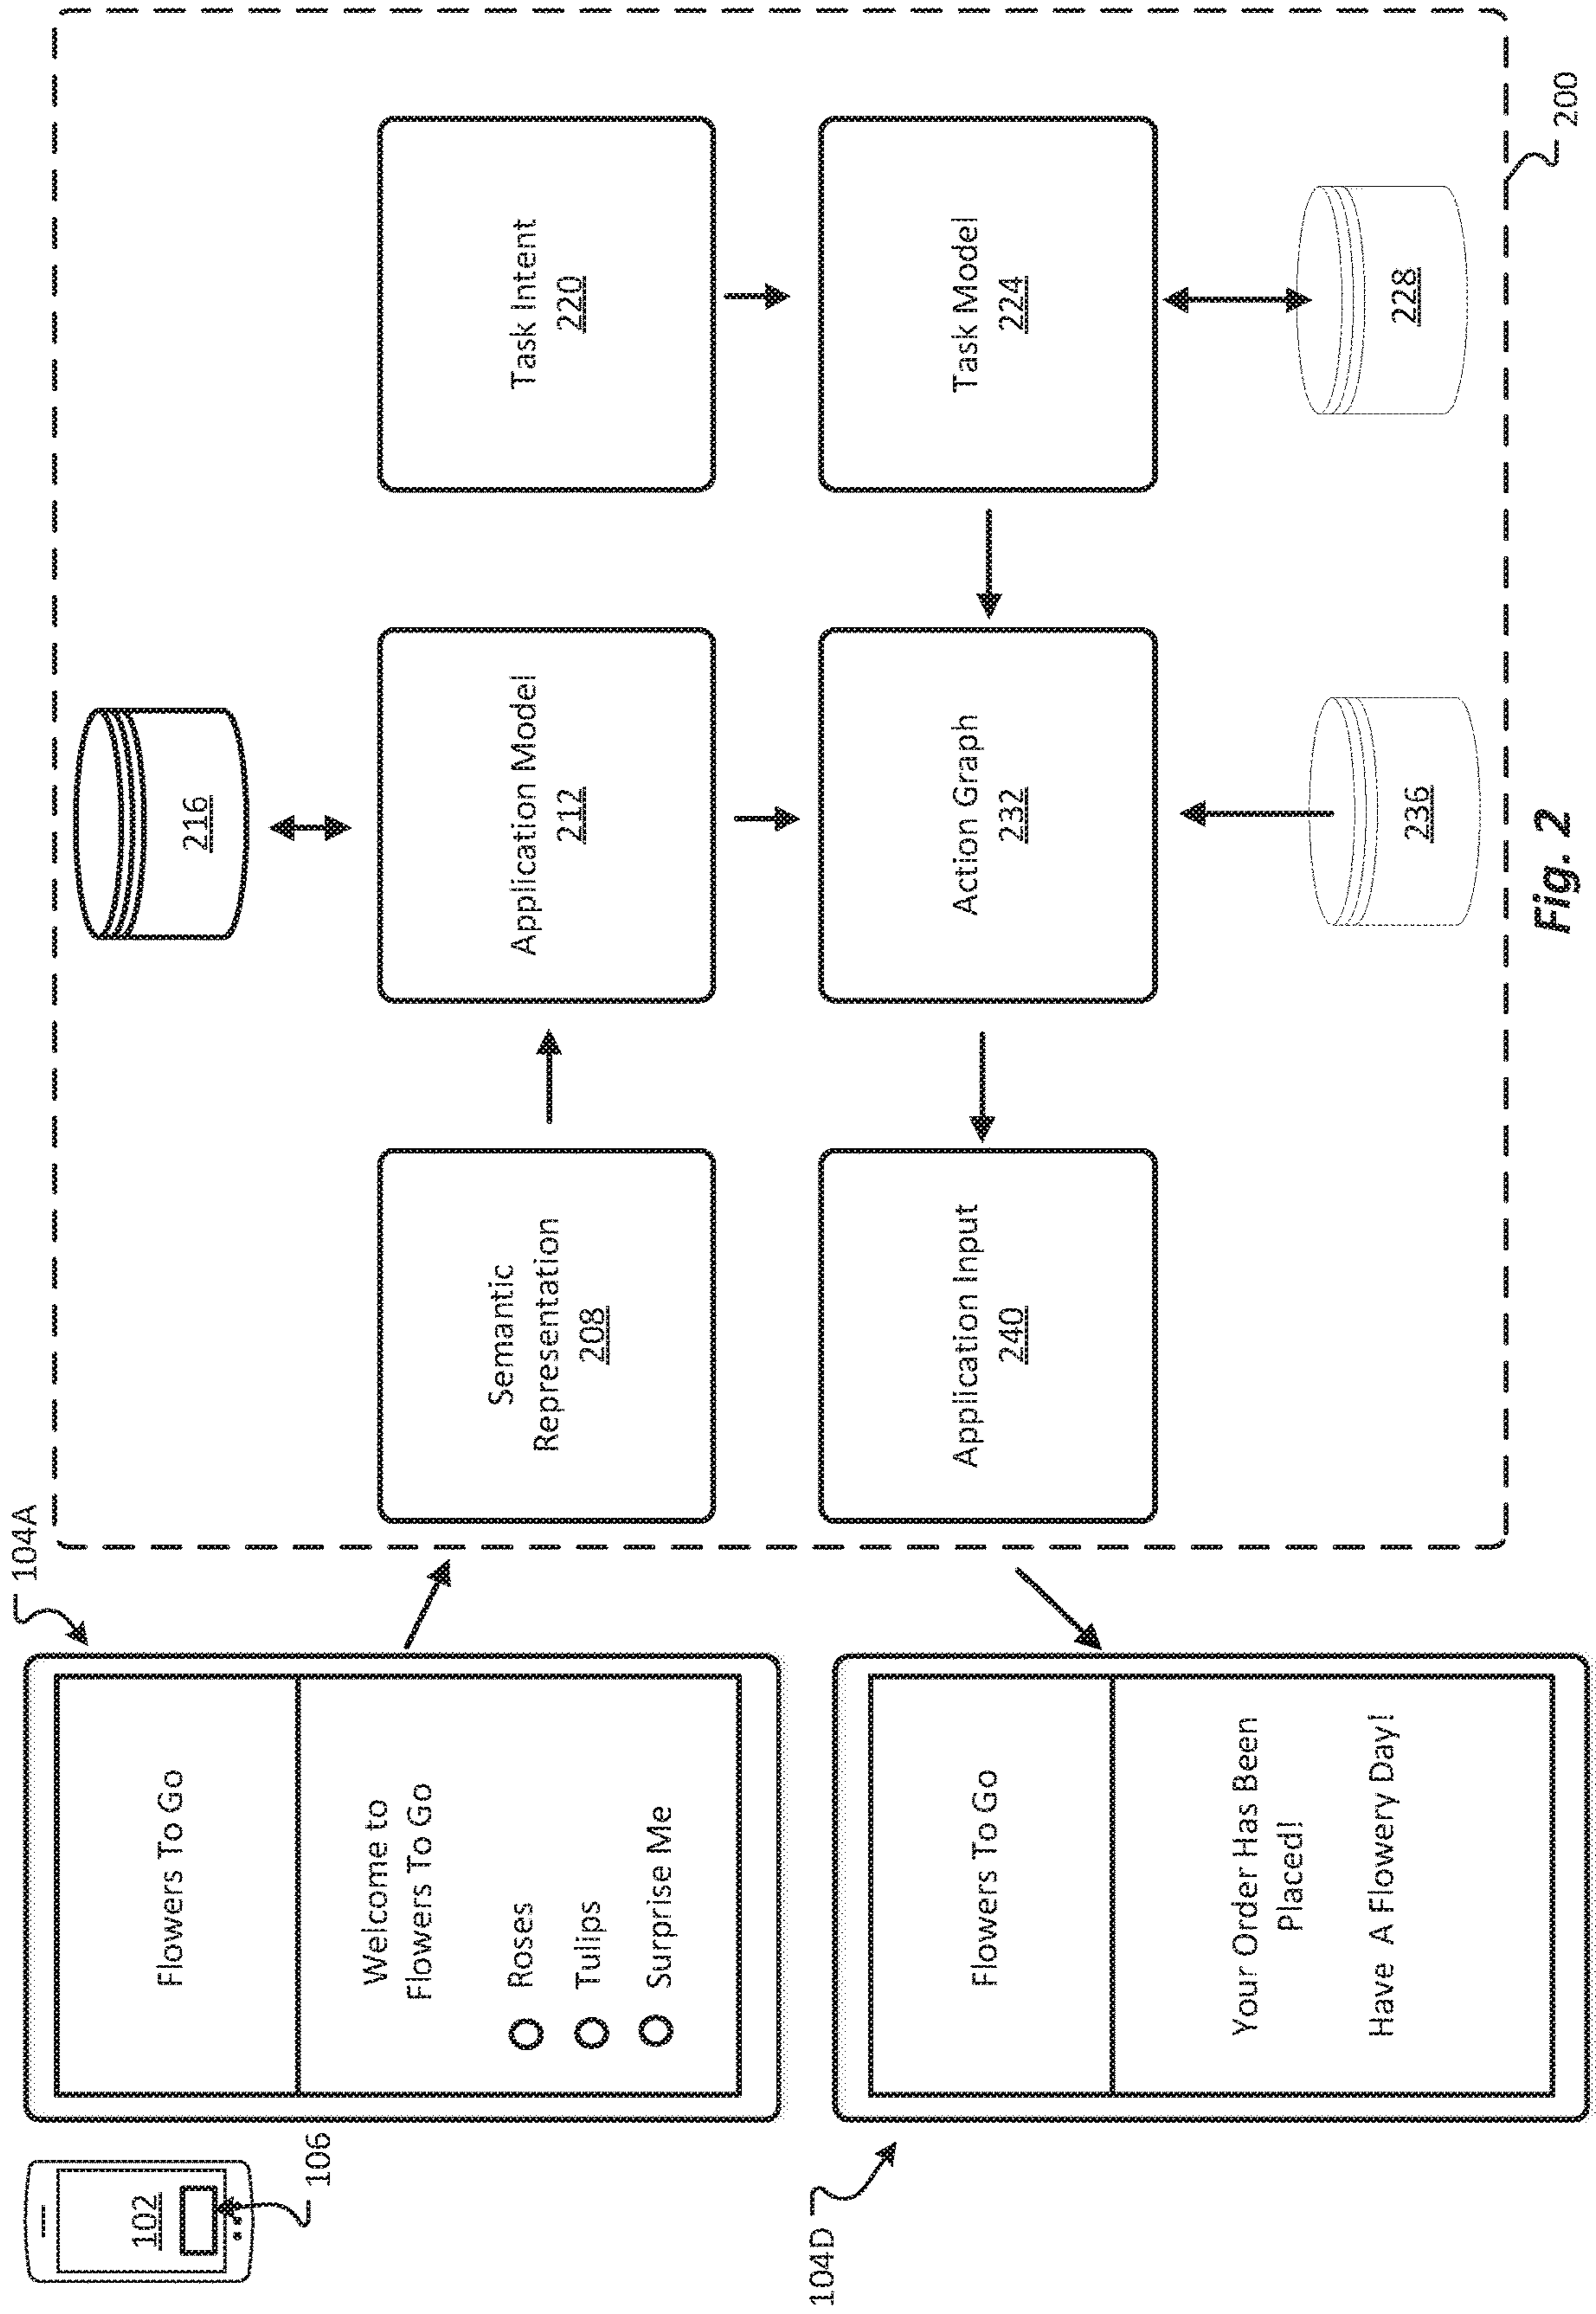 102
106
104A
Flowers To Go
Welcome to
Flowers To Go
Roses
Tulips
Surprise Me
104D
Flowers To Go
Your Order Has Been
Placed!
Have A Flowery Day!
216
Semantic
Representation
208
Application Model
212
Task Intent
220
Application Input
240
Action Graph
232
Task Model
224
236
228
200
Fig. 2